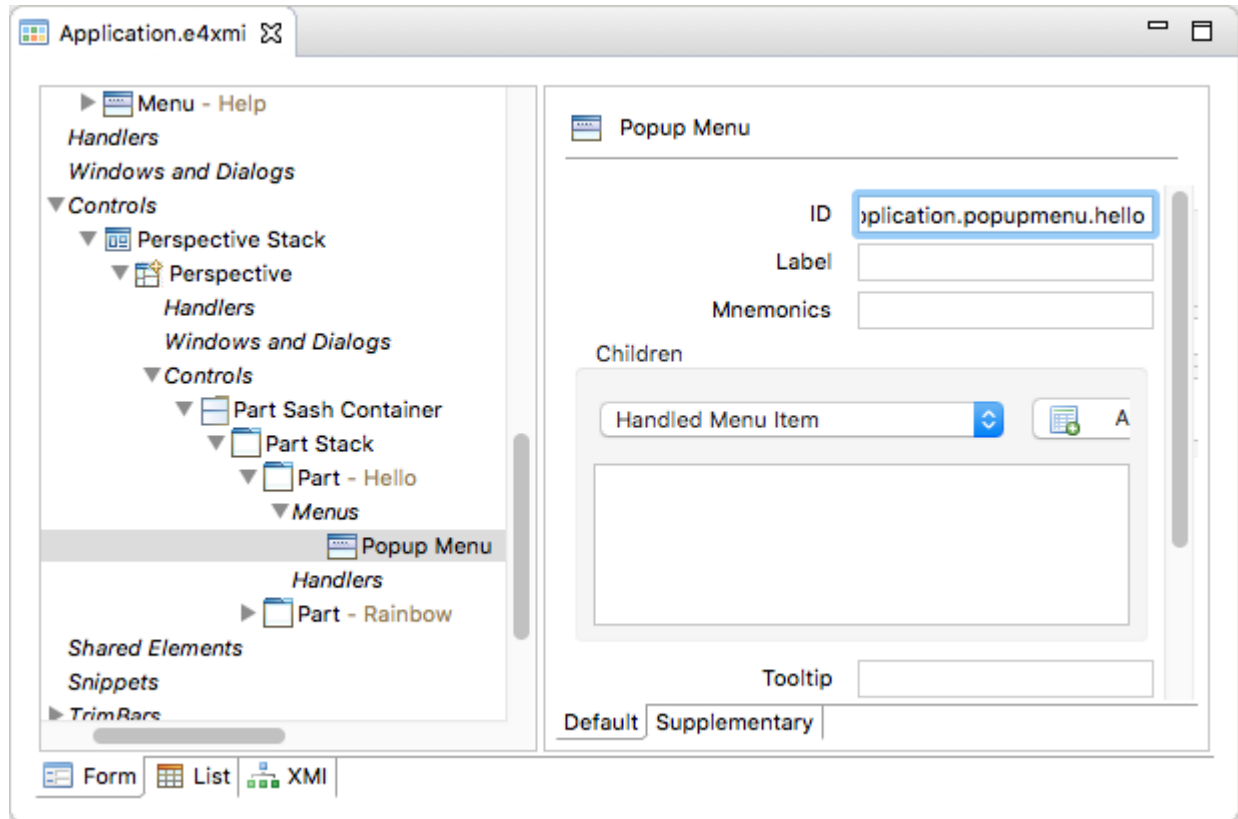 Application.e4xmi
Menu - Help
Handlers
Windows and Dialogs
Controls
Perspective Stack
Perspective
Handlers
Windows and Dialogs
Controls
Part Sash Container
Part Stack
Part - Hello
Menus
Popup Menu
Handlers
Part - Rainbow
Shared Elements
Snippets
TrimBars
Popup Menu
ID
pplication.popupmenu.hello
Label
Mnemonics
Children
Handled Menu Item
A
Tooltip
Default Supplementary
Form List XMI